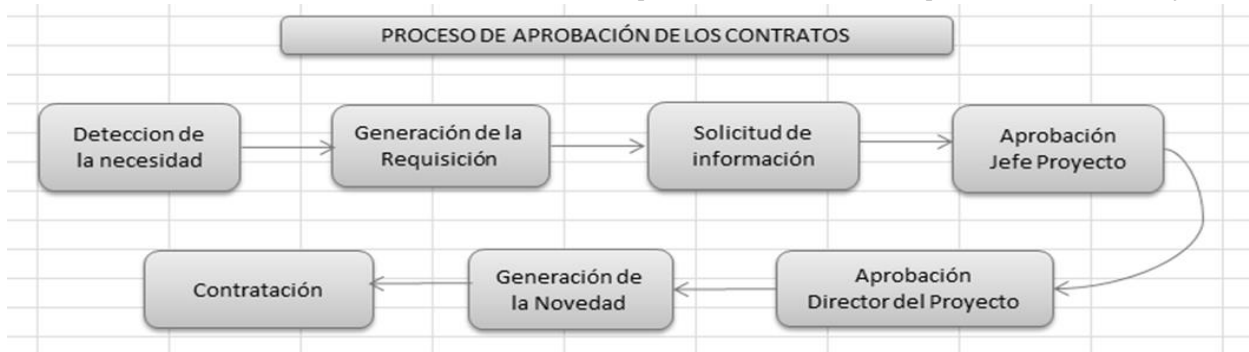 PROCESO DE APROBACIÓN DE LOS CONTRATOS
Deteccion de
la necesidad
Generación de la
Requisición
Solicitud de
información
Aprobación
Jefe Proyecto
Aprobación
Director del Proyecto
Generación de
la Novedad
Contratación